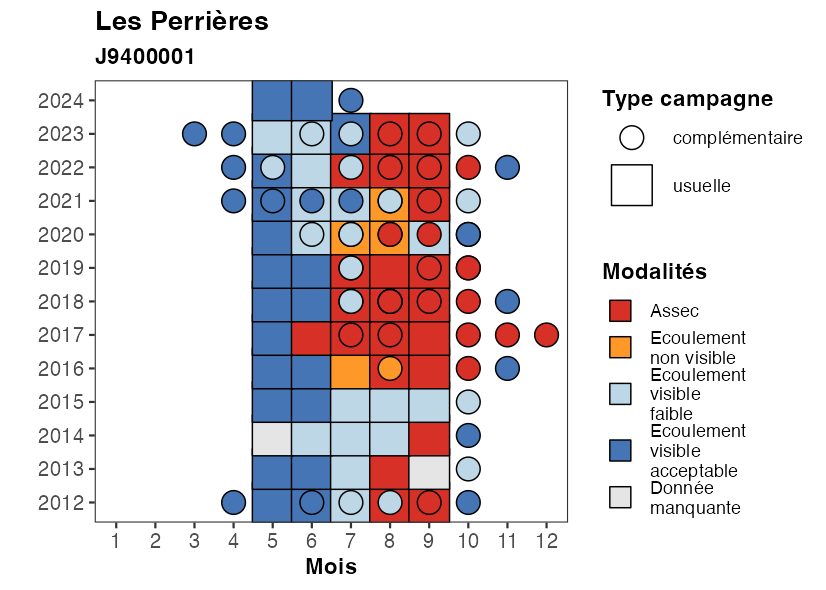 Les Perrières
J9400001
2024
2023
2022
2021
2020
2019
2018
2017
2016
2015
2014
2013
2012
1 2 3 4 5 6 7 8 9 10 11 12
Mois
Type campagne
complémentaire
usuelle
Modalités
Assec
Ecoulement
non visible
Ecoulement
visible
faible
Ecoulement
visible
acceptable
Donnée
manquante